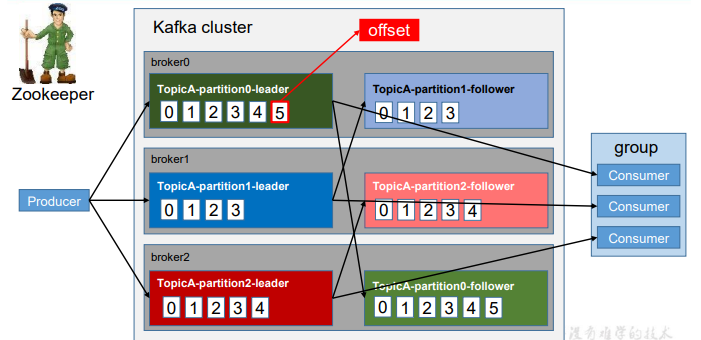 Kafka cluster
offset
Zookeeper
broker0
TopicA-partition0-leader
0 1 2 3 4 5
TopicA-partition1-follower
0 1 2 3
broker1
TopicA-partition1-leader
0 1 2 3
TopicA-partition2-follower
0 1 2 3 4
broker2
TopicA-partition2-leader
0 1 2 3 4
TopicA-partition0-follower
0 1 2 3 4 5
Producer
group
Consumer
Consumer
Consumer
没有难学的技术